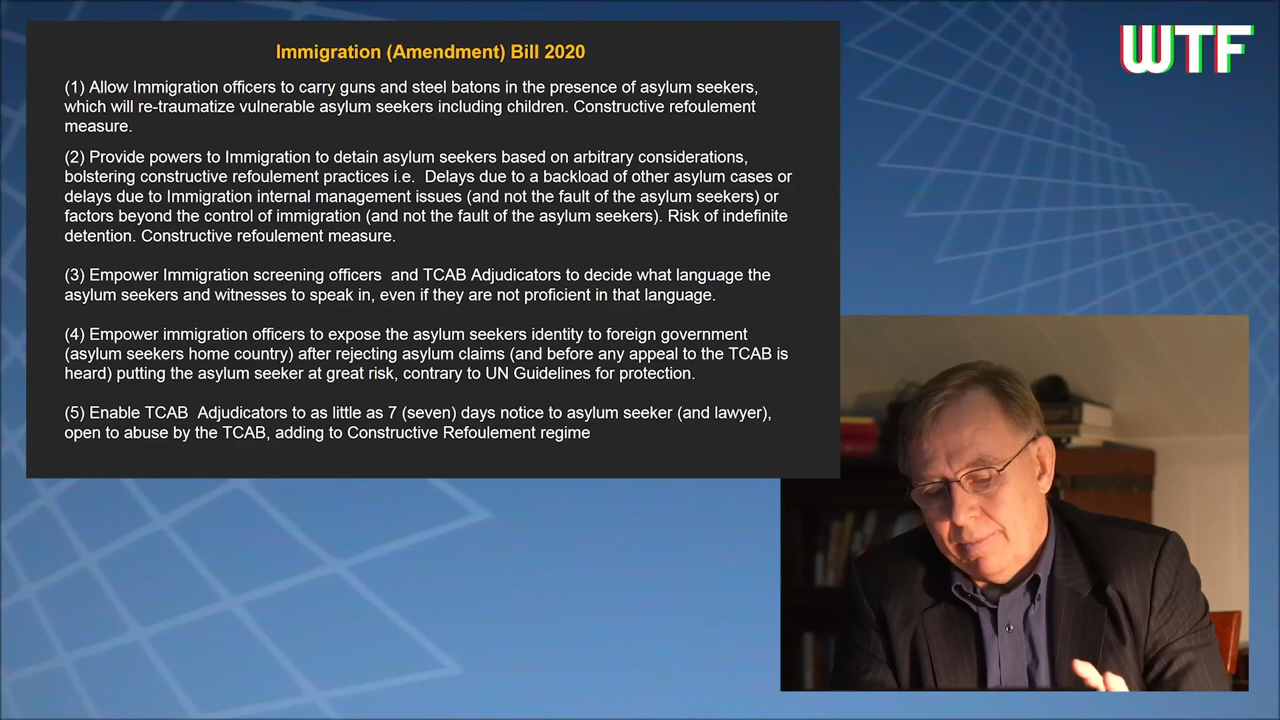 Immigration (Amendment) Bill 2020
WTF
(1) Allow Immigration officers to carry guns and steel batons in the presence of asylum seekers,
which will re-traumatize vulnerable asylum seekers including children. Constructive refoulement
measure.
(2) Provide powers to Immigration to detain asylum seekers based on arbitrary considerations,
bolstering constructive refoulement practices i.e.  Delays due to a backload of other asylum cases or
delays due to Immigration internal management issues (and not the fault of the asylum seekers) or
factors beyond the control of immigration (and not the fault of the asylum seekers). Risk of indefinite
detention. Constructive refoulement measure.
(3) Empower Immigration screening officers  and TCAB Adjudicators to decide what language the
asylum seekers and witnesses to speak in, even if they are not proficient in that language.
(4) Empower immigration officers to expose the asylum seekers identity to foreign government
(asylum seekers home country) after rejecting asylum claims (and before any appeal to the TCAB is
heard) putting the asylum seeker at great risk, contrary to UN Guidelines for protection.
(5) Enable TCAB  Adjudicators to as little as 7 (seven) days notice to asylum seeker (and lawyer),
open to abuse by the TCAB, adding to Constructive Refoulement regime